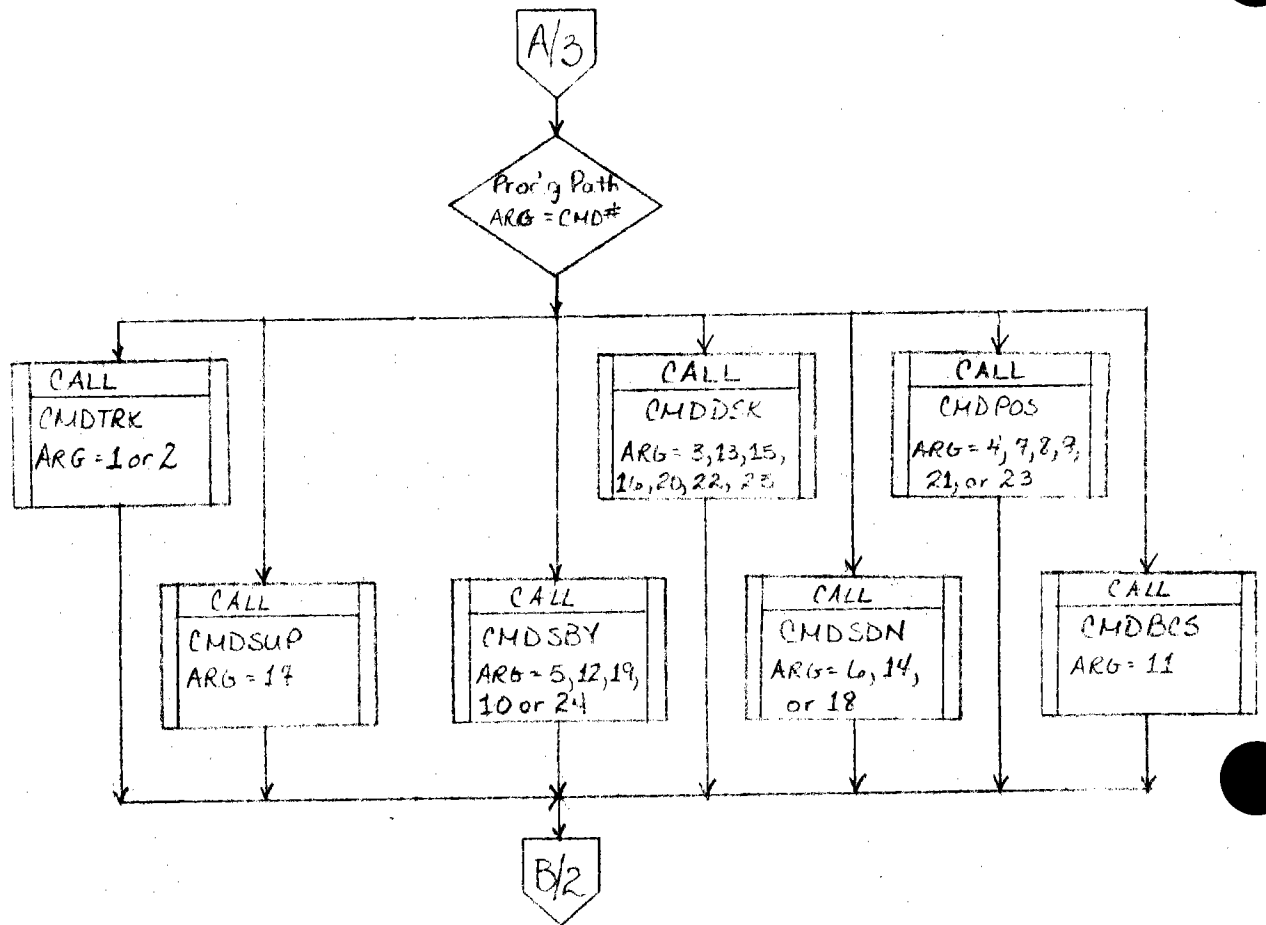 A/3
Proc'g Path
ARG = CMD#
CALL
CMDTRK
ARG = 1 or 2
CALL
ARG = 3, 13, 15,
16, 20, 22, 25
CALL
CMDPOS
ARG = 4, 7, 8, 9,
21, or 23
CALL
CMDSUP
ARG = 17
CALL
CMDSBY
ARG = 5, 12, 19,
10 or 24
CALL
CMDSDN
ARG = 6, 14,
or 18
CALL
CMDBCS
ARG = 11
B/2